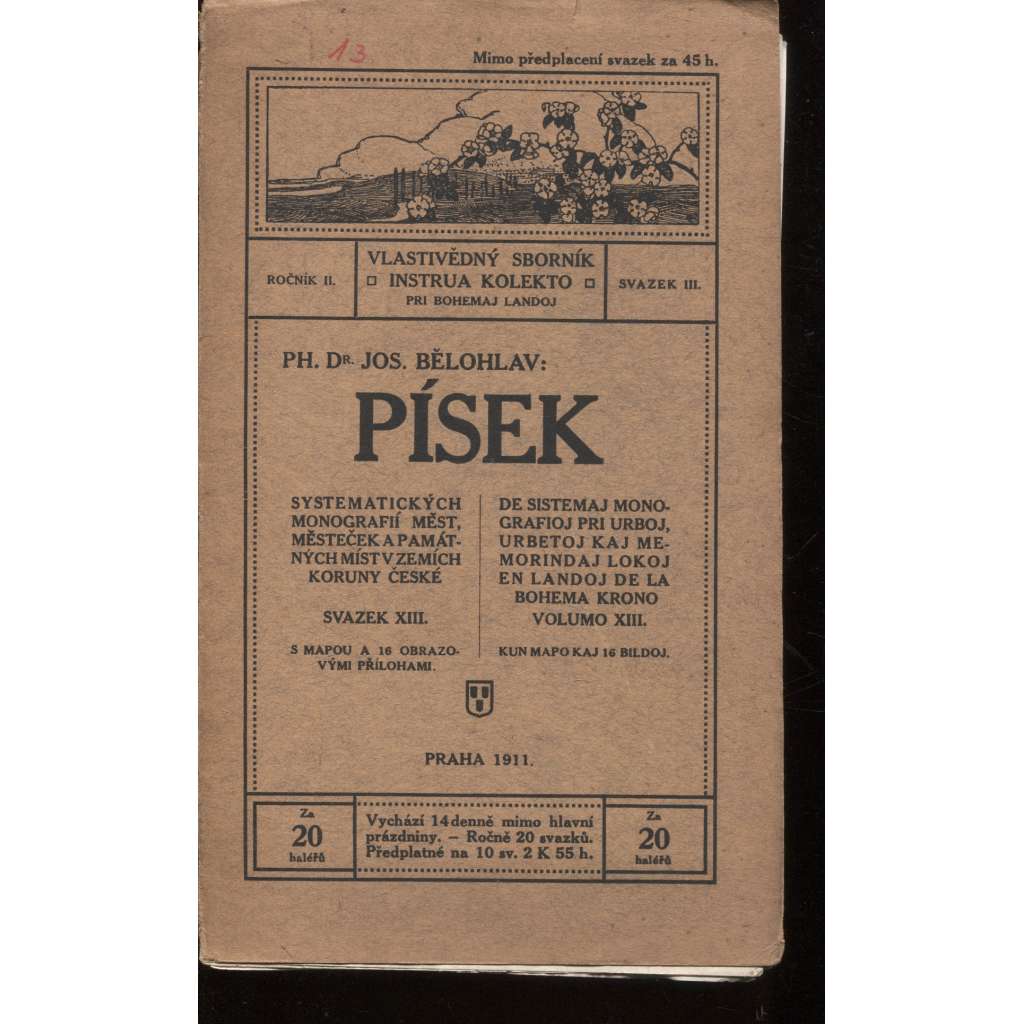 13
Mimo předplacení svazek za 45 h.
ROČNÍK II.
VLASTIVĚDNÝ SBORNÍK
INSTRUA KOLEKTO
PRI BOHEMAJ LANDOJ
SVAZEK III.
PH. DR. JOS. BĚLOHLAV:
PÍSEK
SYSTEMATICKÝCH
MONOGRAFIÍ MĚST,
MĚSTEČEK A PAMÁT-
NÝCH MÍST V ZEMÍCH
KORUNY ČESKÉ
SVAZEK XIII.
S MAPOU A 16 OBRAZO-
VÝMI PŘÍLOHAMI.
DE SISTEMAJ MONO-
GRAFIOJ PRI URBOJ,
URBETOJ KAJ ME-
MORINDAJ LOKOJ
EN LANDOJ DE LA
BOHEMA KRONO
VOLUMO XIII.
KUN MAPO KAJ 16 BILDOJ.
PRAHA 1911.
Za
20
haléřů
Vychází 14denně mimo hlavní
prázdniny. – Ročně 20 svazků.
Předplatné na 10 sv. 2 K 55 h.
Za
20
haléřů